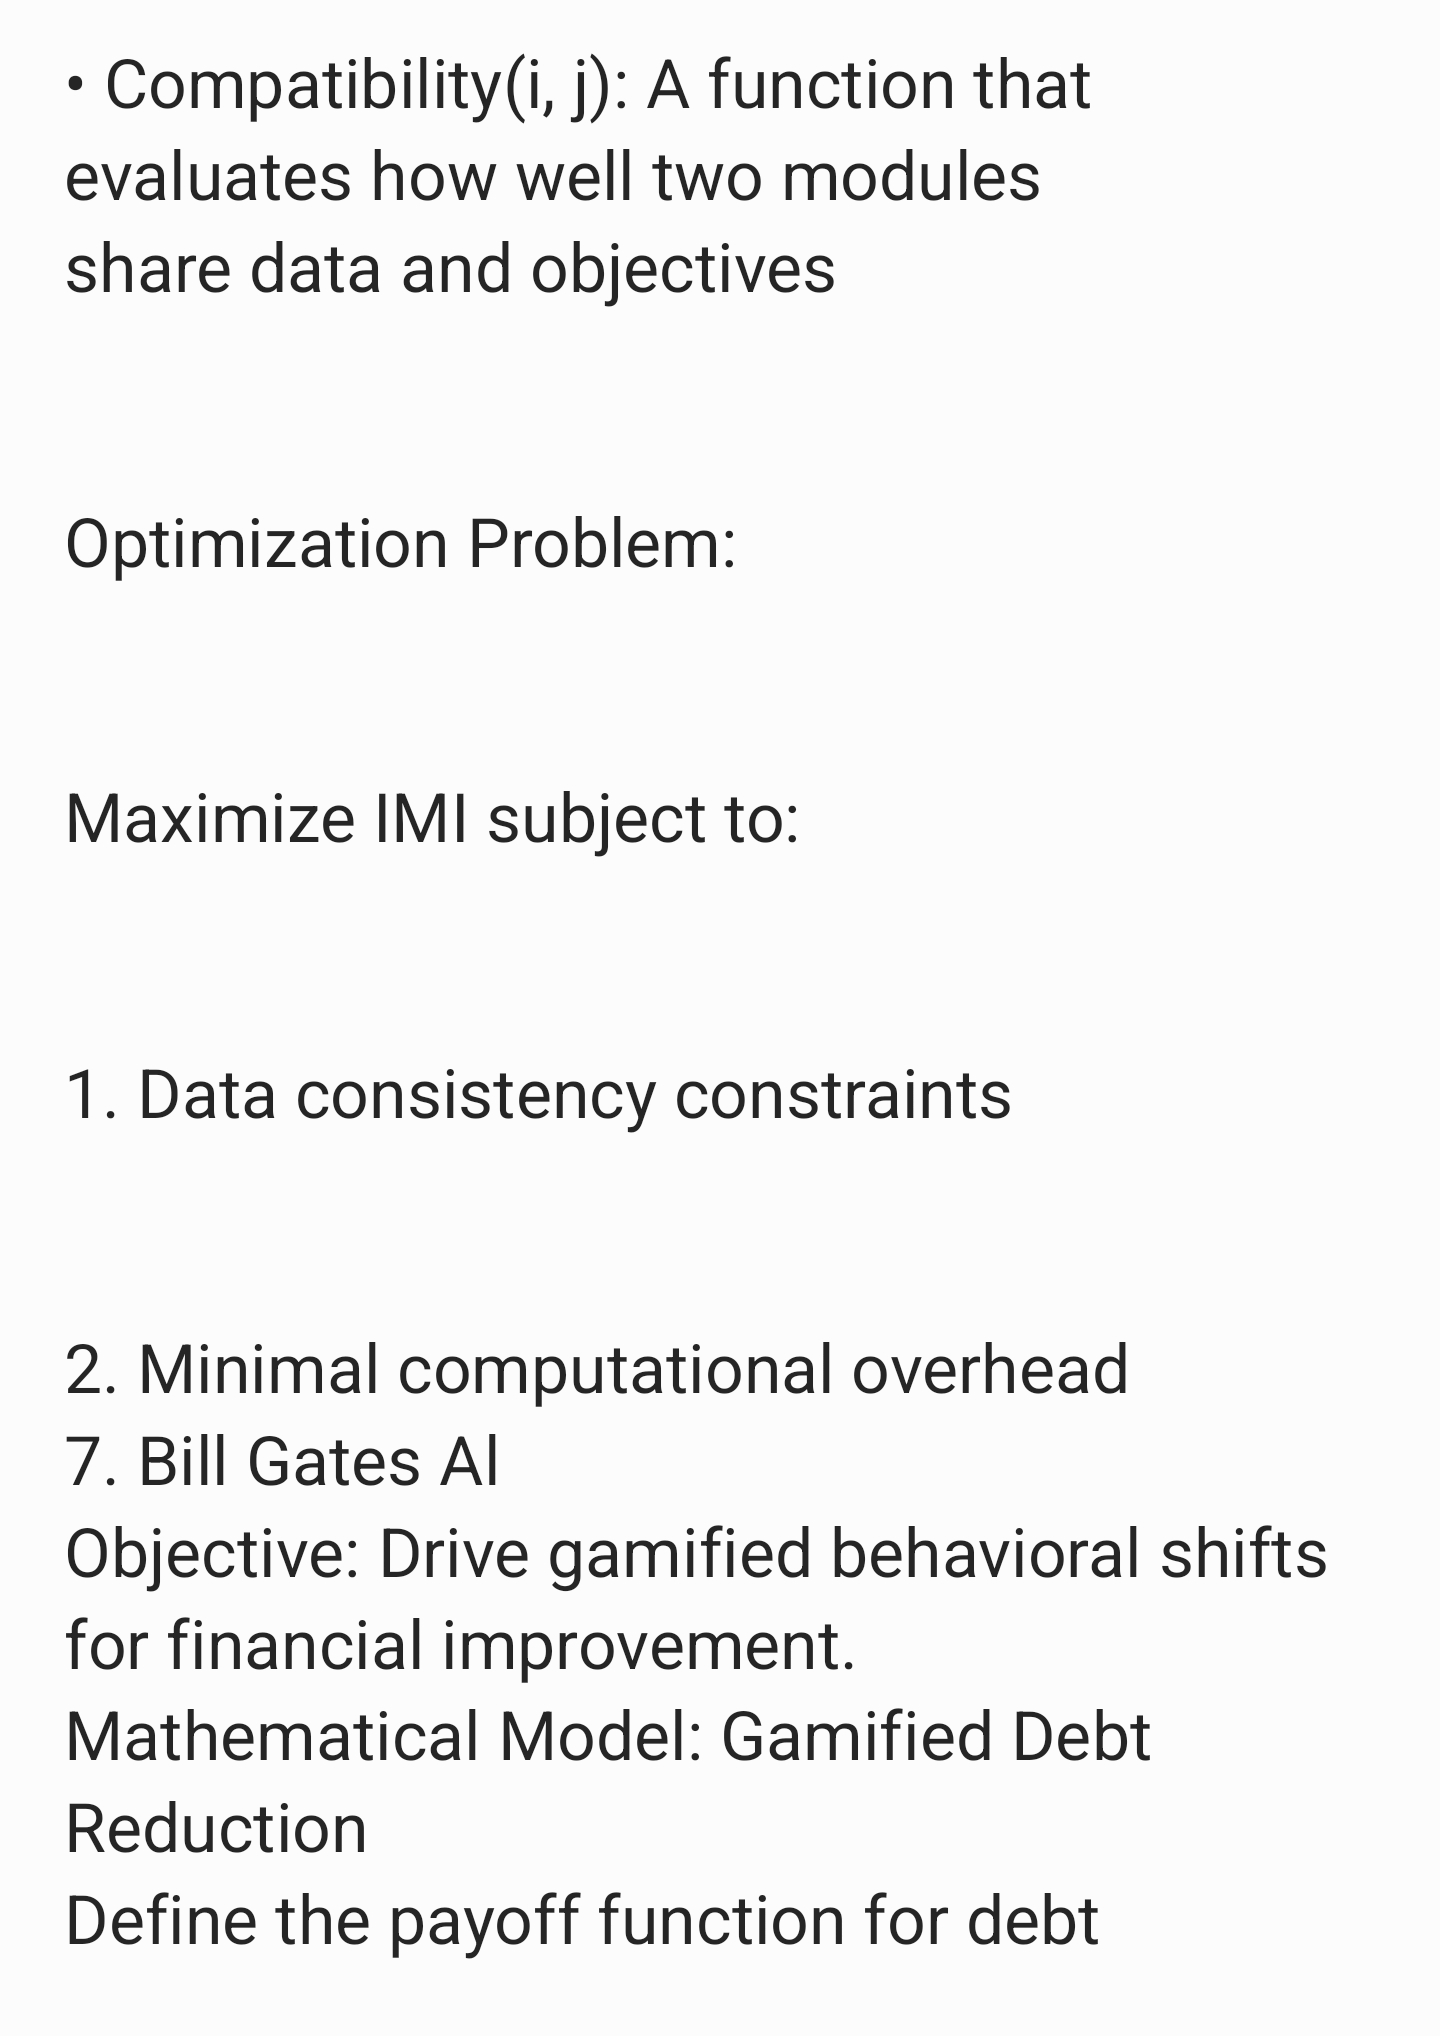 • Compatibility(i, j): A function that
evaluates how well two modules
share data and objectives
Optimization Problem:
Maximize IMI subject to:
1. Data consistency constraints
2. Minimal computational overhead
7. Bill Gates Al
Objective: Drive gamified behavioral shifts
for financial improvement.
Mathematical Model: Gamified Debt
Reduction
Define the payoff function for debt